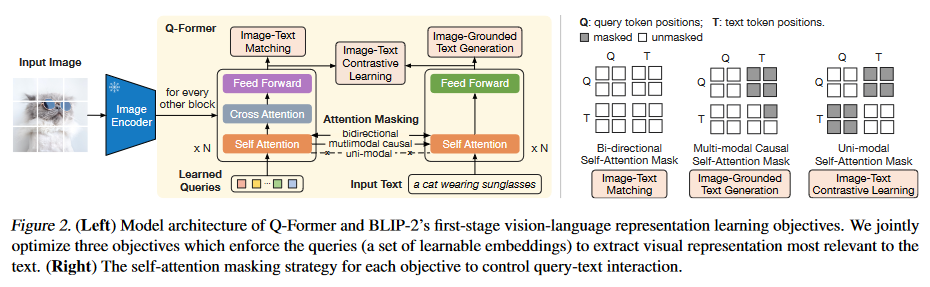 Q-Former
Image-Text
Matching
Image-Text
Contrastive
Learning
Image-Grounded
Text Generation
Input Image
Image
Encoder
for every
other block
Feed Forward
Cross Attention
Self Attention
x N
Learned
Queries
...
Attention Masking
bidirectional
mutlimodal causal
uni-modal
Feed Forward
Self Attention
x N
Input Text
a cat wearing sunglasses
Q: query token positions; T: text token positions.
masked unmasked
Q T
Q
T
Bi-directional
Self-Attention Mask
Image-Text
Matching
Q T
Q
T
Multi-modal Causal
Self-Attention Mask
Image-Grounded
Text Generation
Q T
Q
T
Uni-modal
Self-Attention Mask
Image-Text
Contrastive Learning
Figure 2. (Left) Model architecture of Q-Former and BLIP-2's first-stage vision-language representation learning objectives. We jointly
optimize three objectives which enforce the queries (a set of learnable embeddings) to extract visual representation most relevant to the
text. (Right) The self-attention masking strategy for each objective to control query-text interaction.